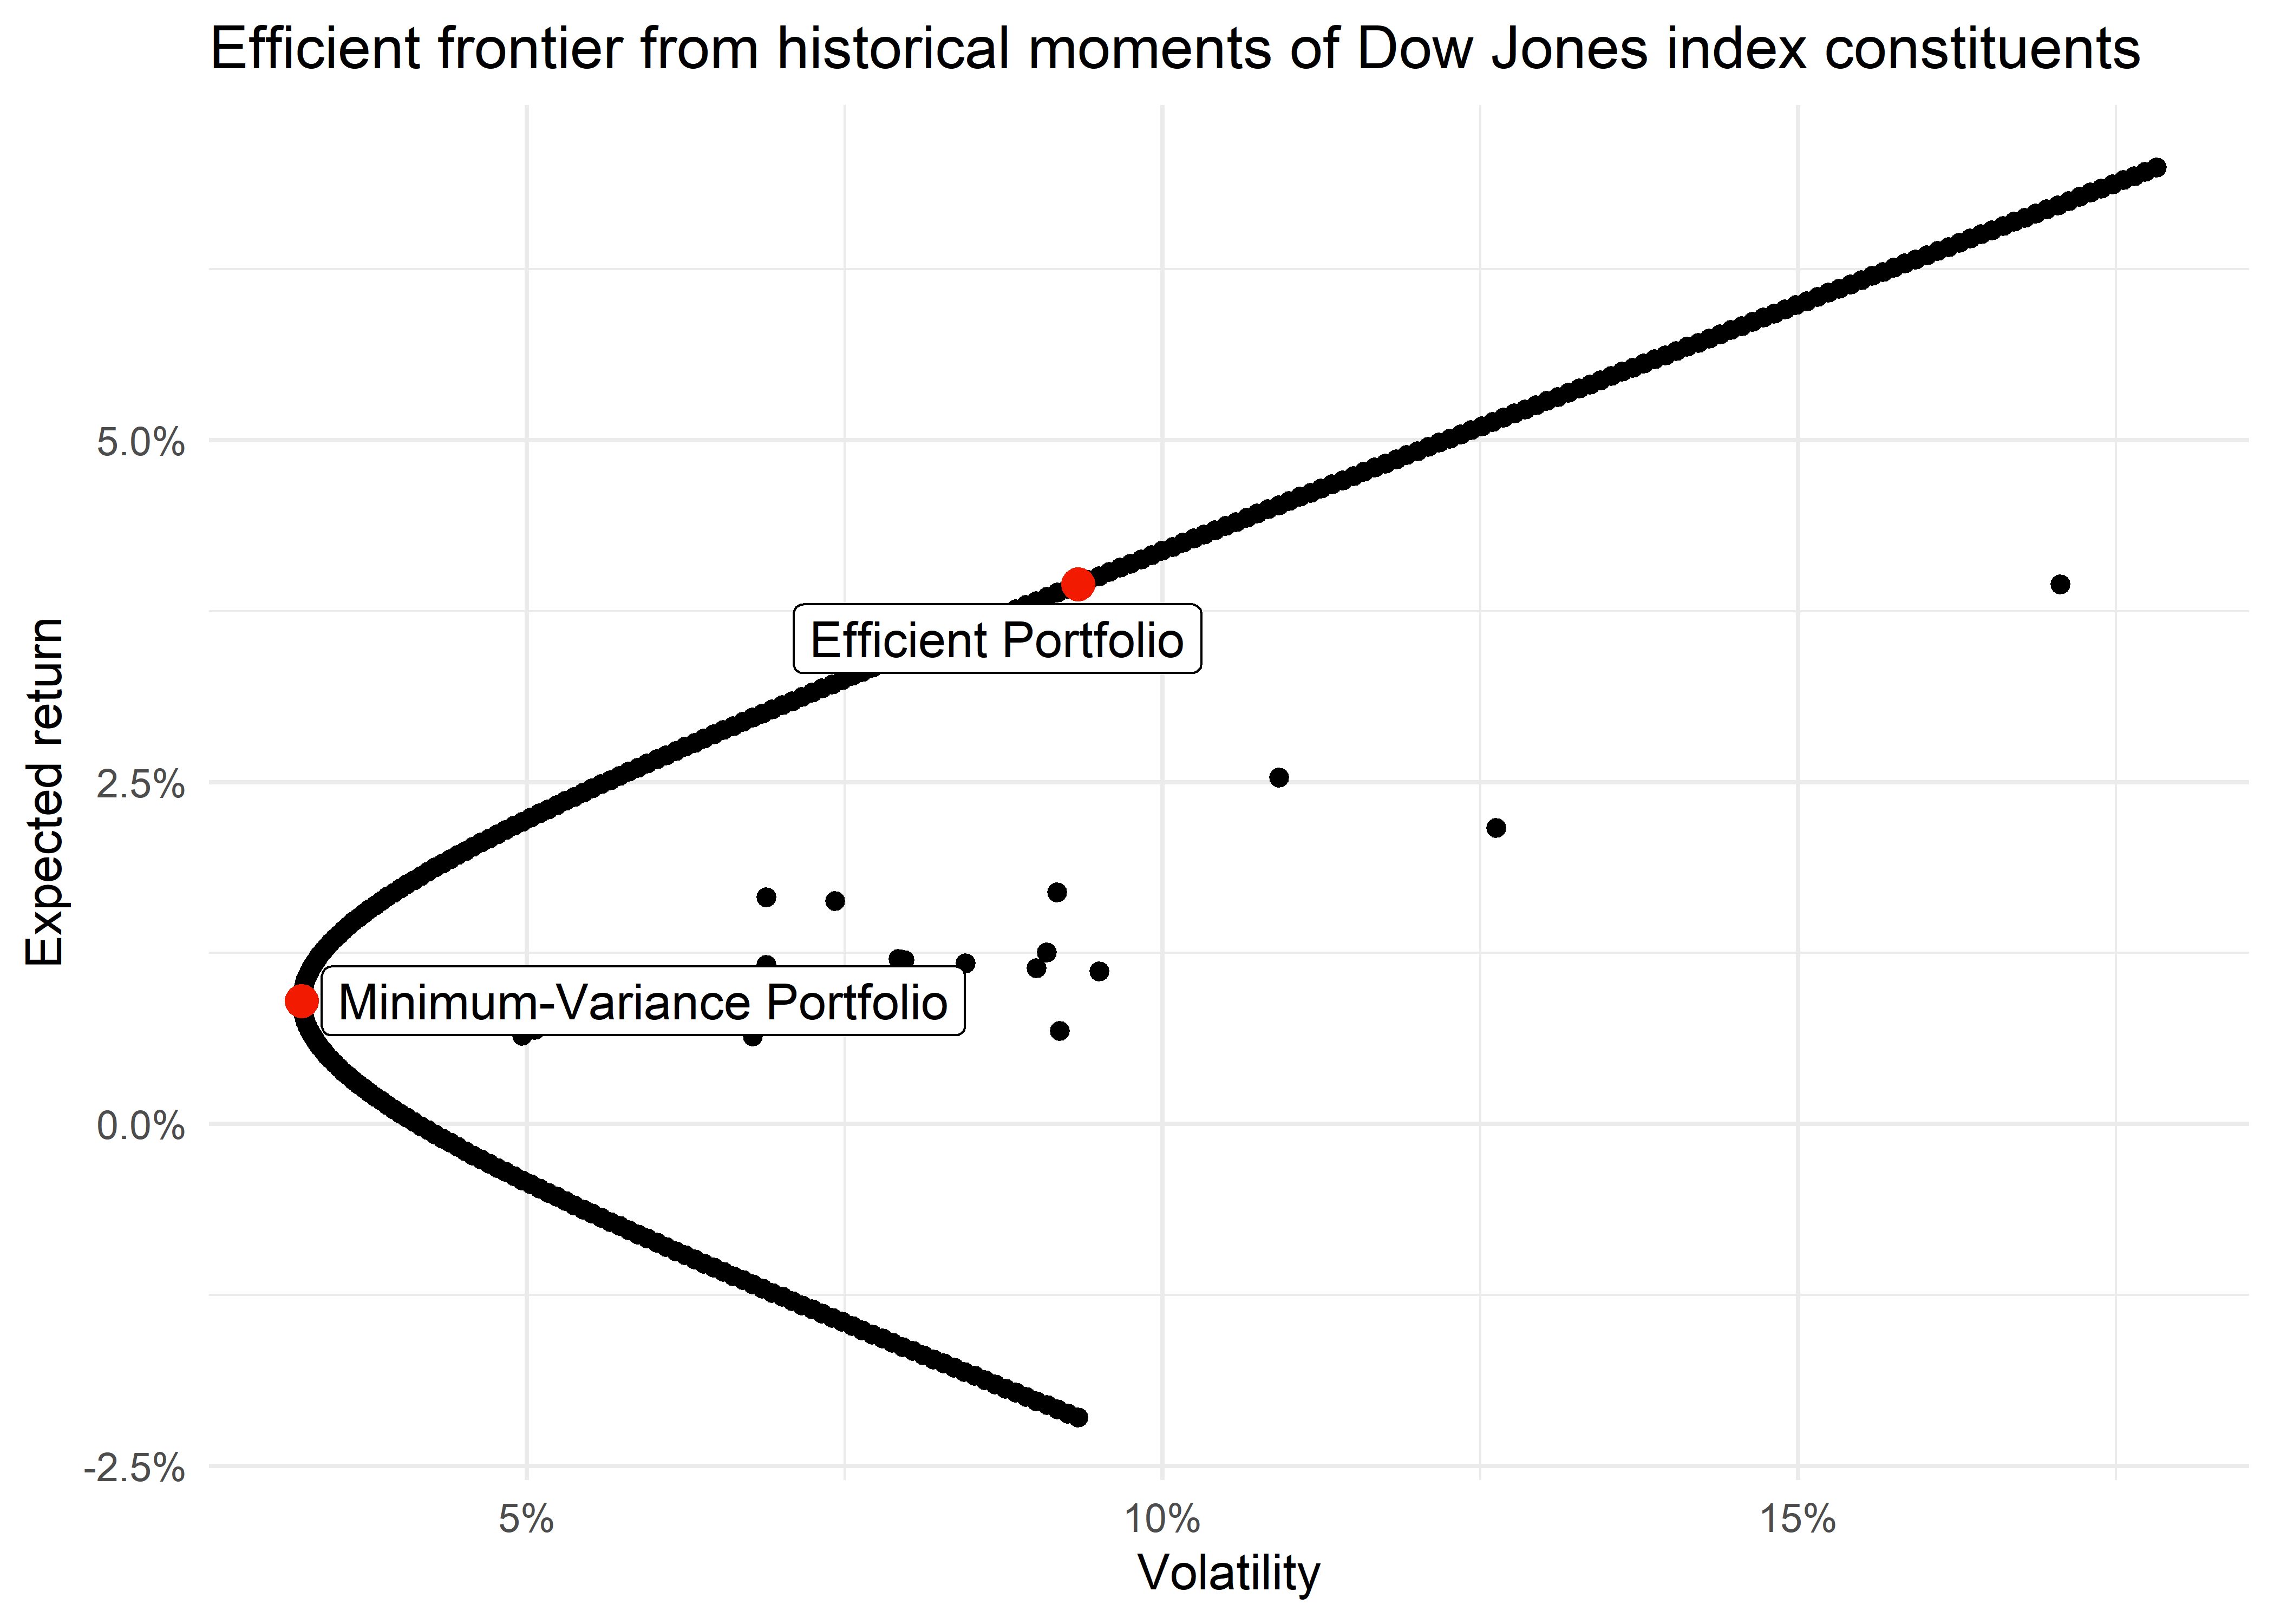 Efficient frontier from historical moments of Dow Jones index constituents
Expected return
5.0%
2.5%
0.0%
-2.5%
Efficient Portfolio
Minimum-Variance Portfolio
5%
10%
15%
Volatility